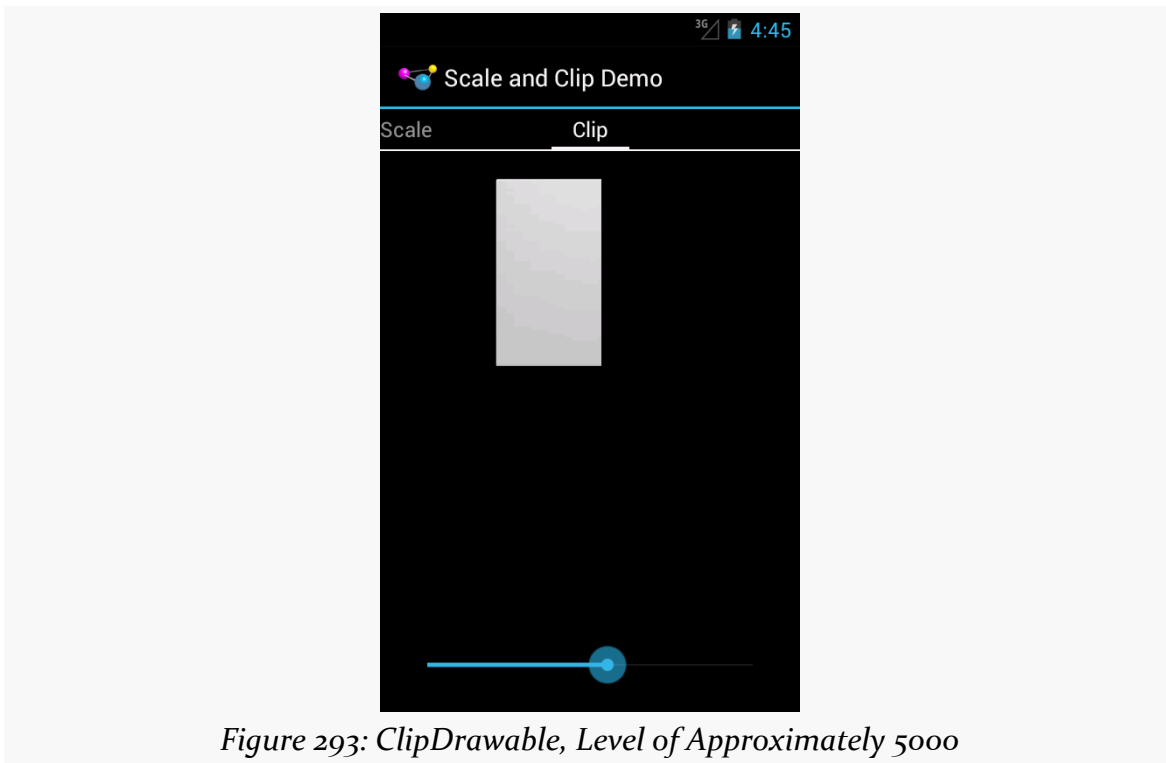 3G 4:45
Scale and Clip Demo
Scale Clip
Figure 293: ClipDrawable, Level of Approximately 5000